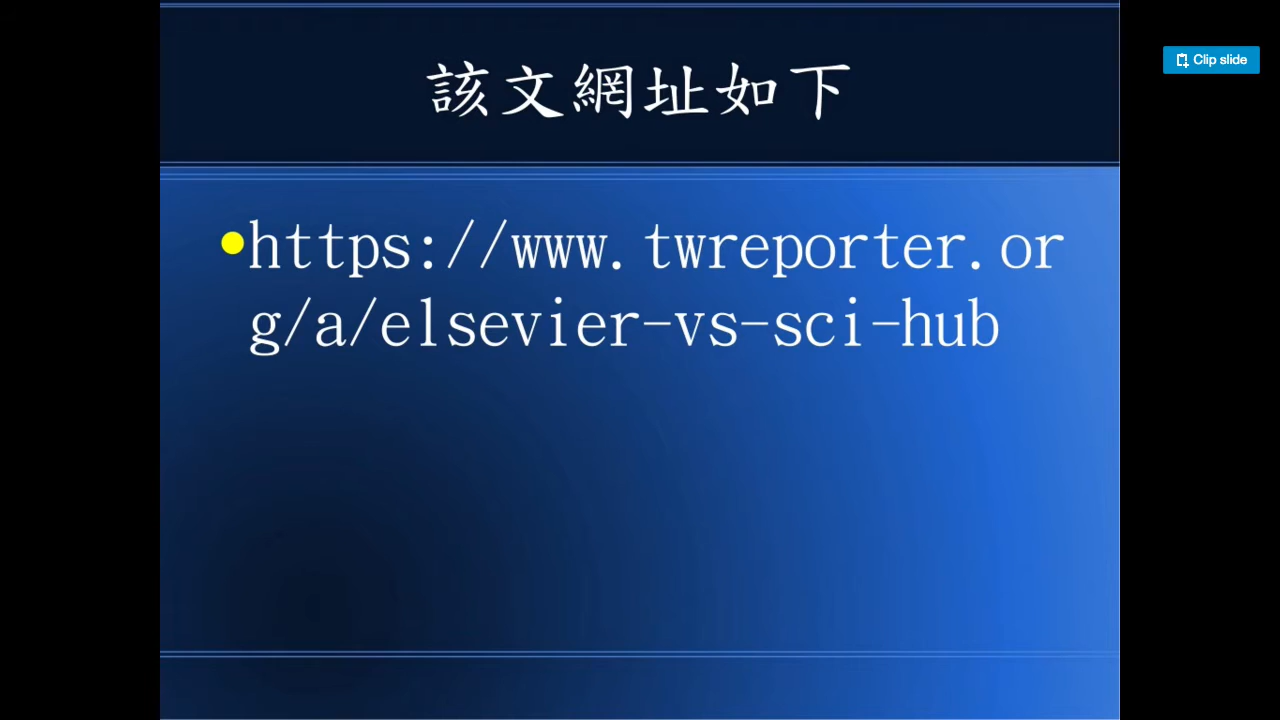 該文網址如下
Clip slide
•https://www.twreporter.or
g/a/elsevier-vs-sci-hub